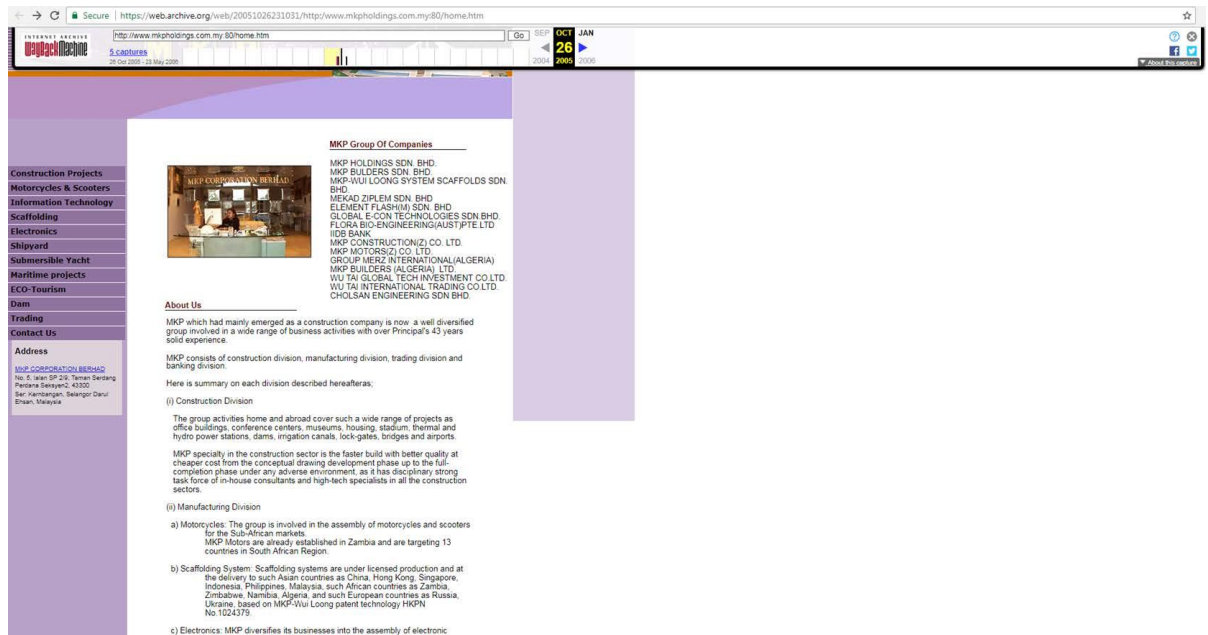 Secure | https://web.archive.org/web/20051026231031/http:/www.mkpholdings.com.my:80/home.htm
INTERNET ARCHIVE
WayBackMachine
http://www.mkpholdings.com.my:80/home.htm
Go
SEP OCT JAN
26
2004 2005 2006
5 captures
26 Oct 2005 - 23 May 2006
About this capture
Construction Projects
Motorcycles & Scooters
Information Technology
Scaffolding
Electronics
Shipyard
Submersible Yacht
Maritime projects
ECO-Tourism
Dam
Trading
Contact Us
Address
MKP CORPORATION BERHAD
No. 5, Jalan SP 2/9, Taman Serdang
Perdana Seksyen2, 43300
Seri Kembangan, Selangor Darul
Ehsan, Malaysia
MKP CORPORATION BERHAD
MKP Group Of Companies
MKP HOLDINGS SDN. BHD.
MKP BULDERS SDN. BHD.
MKP-WUI LOONG SYSTEM SCAFFOLDS SDN.
BHD.
MEKAD ZIPLEM SDN. BHD
ELEMENT FLASH(M) SDN. BHD
GLOBAL E-CON TECHNOLOGIES SDN.BHD.
FLORA BIO-ENGINEERING(AUST)PTE.LTD
IIDB BANK
MKP CONSTRUCTION(Z) CO. LTD.
MKP MOTORS(Z) CO. LTD.
GROUP MERZ INTERNATIONAL(ALGERIA)
MKP BUILDERS (ALGERIA) LTD.
WU TAI GLOBAL TECH INVESTMENT CO.LTD.
WU TAI INTERNATIONAL TRADING CO.LTD.
CHOLSAN ENGINEERING SDN BHD.
About Us
MKP which had mainly emerged as a construction company is now a well diversified
group involved in a wide range of business activities with over Principal's 43 years
solid experience.
MKP consists of construction division, manufacturing division, trading division and
banking division.
Here is summary on each division described hereafteras;
(i) Construction Division
The group activities home and abroad cover such a wide range of projects as
office buildings, conference centers, museums, housing, stadium, thermal and
hydro power stations, dams, irrigation canals, lock-gates, bridges and airports.
MKP specialty in the construction sector is the faster build with better quality at
cheaper cost from the conceptual drawing development phase up to the full-
completion phase under any adverse environment, as it has disciplinary strong
task force of in-house consultants and high-tech specialists in all the construction
sectors.
(ii) Manufacturing Division
a) Motorcycles: The group is involved in the assembly of motorcycles and scooters
for the Sub-African markets.
MKP Motors are already established in Zambia and are targeting 13
countries in South African Region.
b) Scaffolding System: Scaffolding systems are under licensed production and at
the delivery to such Asian countries as China, Hong Kong, Singapore,
Indonesia, Philippines, Malaysia, such African countries as Zambia,
Zimbabwe, Namibia, Algeria, and such European countries as Russia,
Ukraine, based on MKP-Wui Loong patent technology HKPN
No.1024379.
c) Electronics: MKP diversifies its businesses into the assembly of electronic